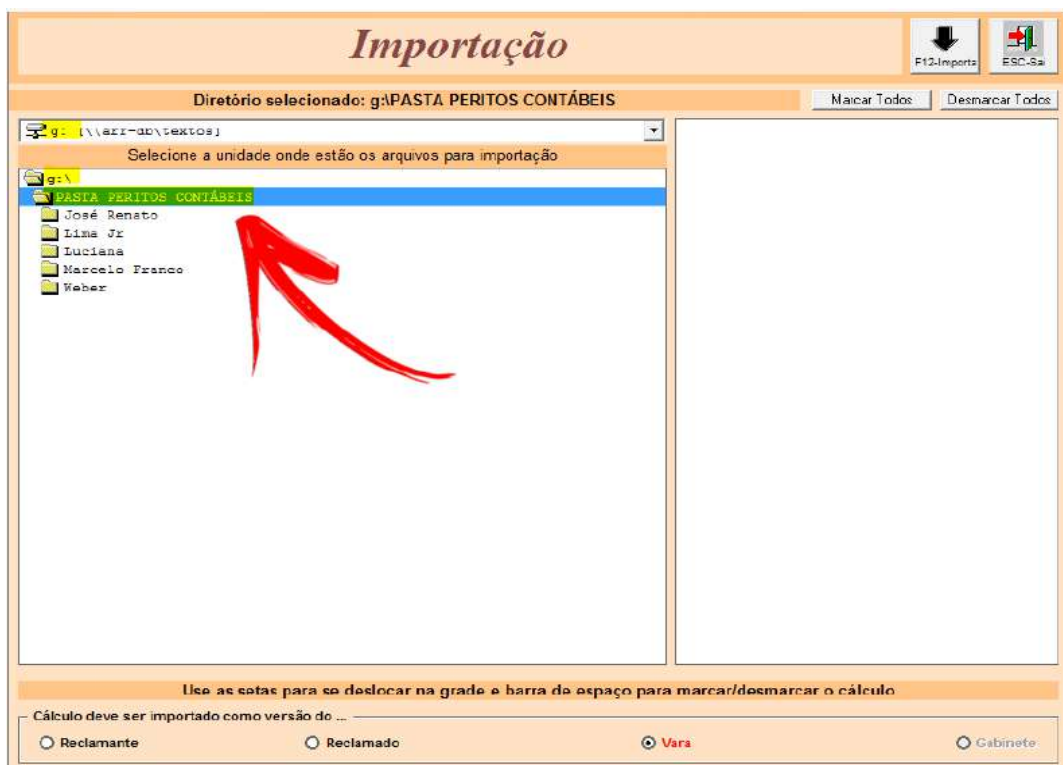 Importação
F12-Importa
ESC-Sai
Diretório selecionado: g:\PASTA PERITOS CONTÁBEIS
Marcar Todos
Desmarcar Todos
g: [\\arr-db\textos]
Selecione a unidade onde estão os arquivos para importação
g:\
PASTA PERITOS CONTÁBEIS
José Renato
Lima Jr
Luciana
Marcelo Franco
Weber
Use as setas para se deslocar na grade e barra de espaço para marcar/desmarcar o cálculo
Cálculo deve ser importado como versão do ...
Reclamante
Reclamado
Vara
Gabinete